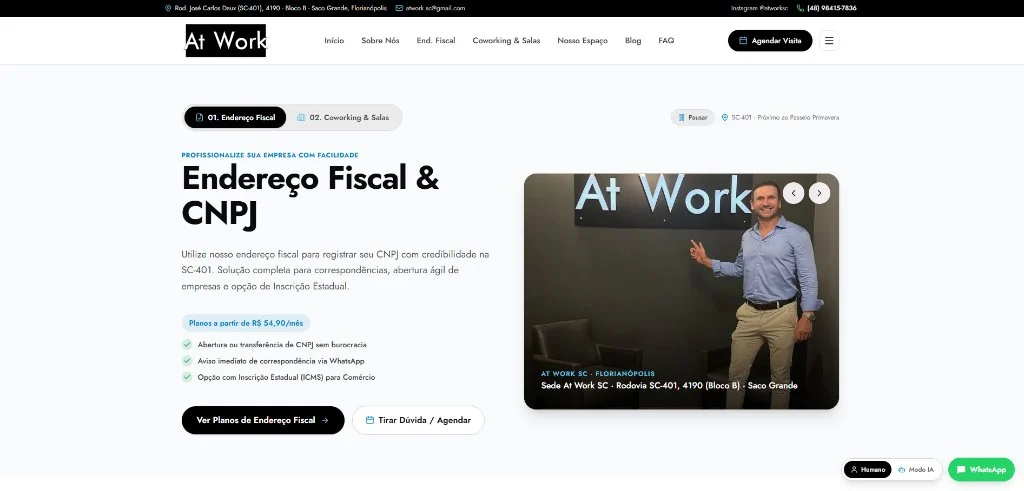 Rod. José Carlos Daux (SC-401), 4190 - Bloco B - Saco Grande, Florianópolis
atwork.sc@gmail.com
Instagram @atworksc
(48) 98415-7836
At Work
Início
Sobre Nós
End. Fiscal
Coworking & Salas
Nosso Espaço
Blog
FAQ
Agendar Visita
01. Endereço Fiscal
02. Coworking & Salas
Pausar
SC-401 - Próximo ao Passeio Primavera
PROFISSIONALIZE SUA EMPRESA COM FACILIDADE
Endereço Fiscal &
CNPJ
Utilize nosso endereço fiscal para registrar seu CNPJ com credibilidade na
SC-401. Solução completa para correspondências, abertura ágil de
empresas e opção de Inscrição Estadual.
Planos a partir de R$ 54,90/mês
Abertura ou transferência de CNPJ sem burocracia
Aviso imediato de correspondência via WhatsApp
Opção com Inscrição Estadual (ICMS) para Comércio
Ver Planos de Endereço Fiscal →
Tirar Dúvida / Agendar
At Work
AT WORK SC · FLORIANÓPOLIS
Sede At Work SC - Rodovia SC-401, 4190 (Bloco B) - Saco Grande
Humano
Modo IA
WhatsApp